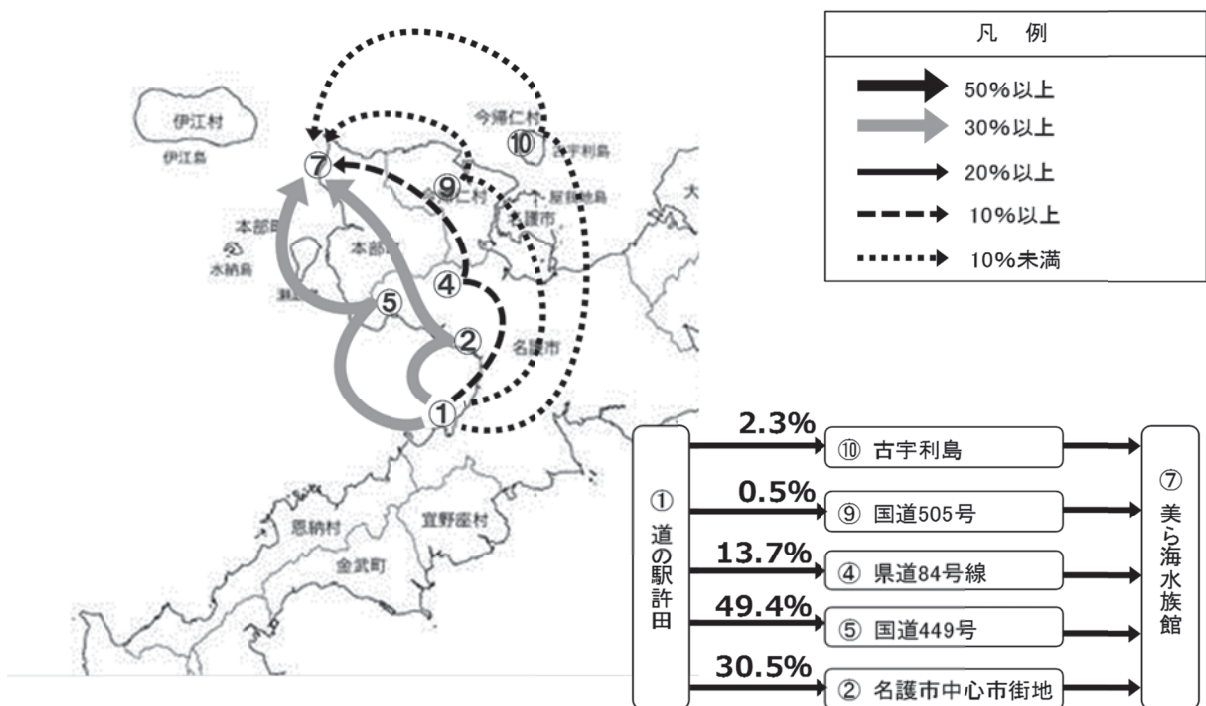 凡 例
50%以上
30%以上
20%以上
10%以上
10%未満
伊江村
伊江島
今帰仁村
⑩
古宇利島
⑦
⑨
今帰仁村
屋我地島
名護市
大
本部町
本部町
水納島
④
⑤
②
名護市
①
恩納村
宜野座村
金武町
① 道の駅許田
2.3%
⑩ 古宇利島
0.5%
⑨ 国道505号
13.7%
④ 県道84号線
49.4%
⑤ 国道449号
30.5%
② 名護市中心市街地
⑦ 美ら海水族館